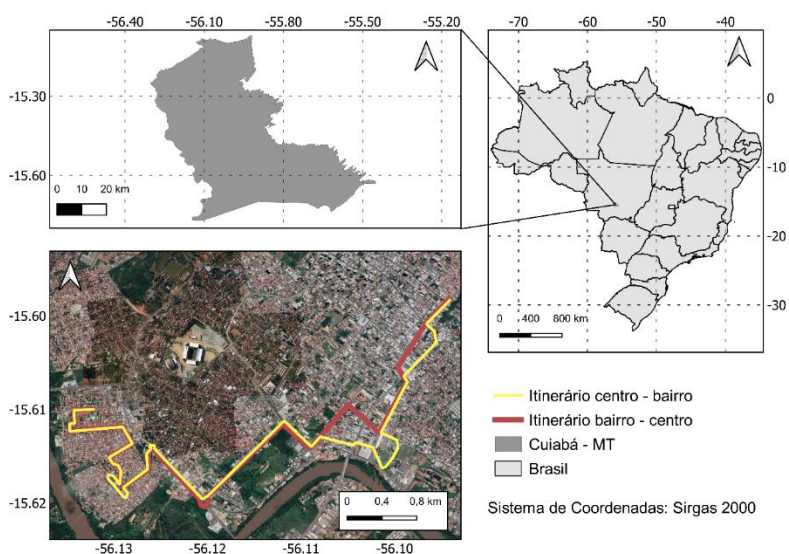 -56.40 -56.10 -55.80 -55.50 -55.20
-70 -60 -50 -40
-15.30
-15.60
0 10 20 km
0
-10
-20
-30
0 400 800 km
-15.60
-15.61
-15.62
0 0,4 0,8 km
-56.13 -56.12 -56.11 -56.10
Itinerário centro - bairro
Itinerário bairro - centro
Cuiabá - MT
Brasil
Sistema de Coordenadas: Sirgas 2000